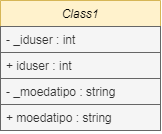 Class1
- _iduser : int
+ iduser : int
- _moedatipo : string
+ moedatipo : string